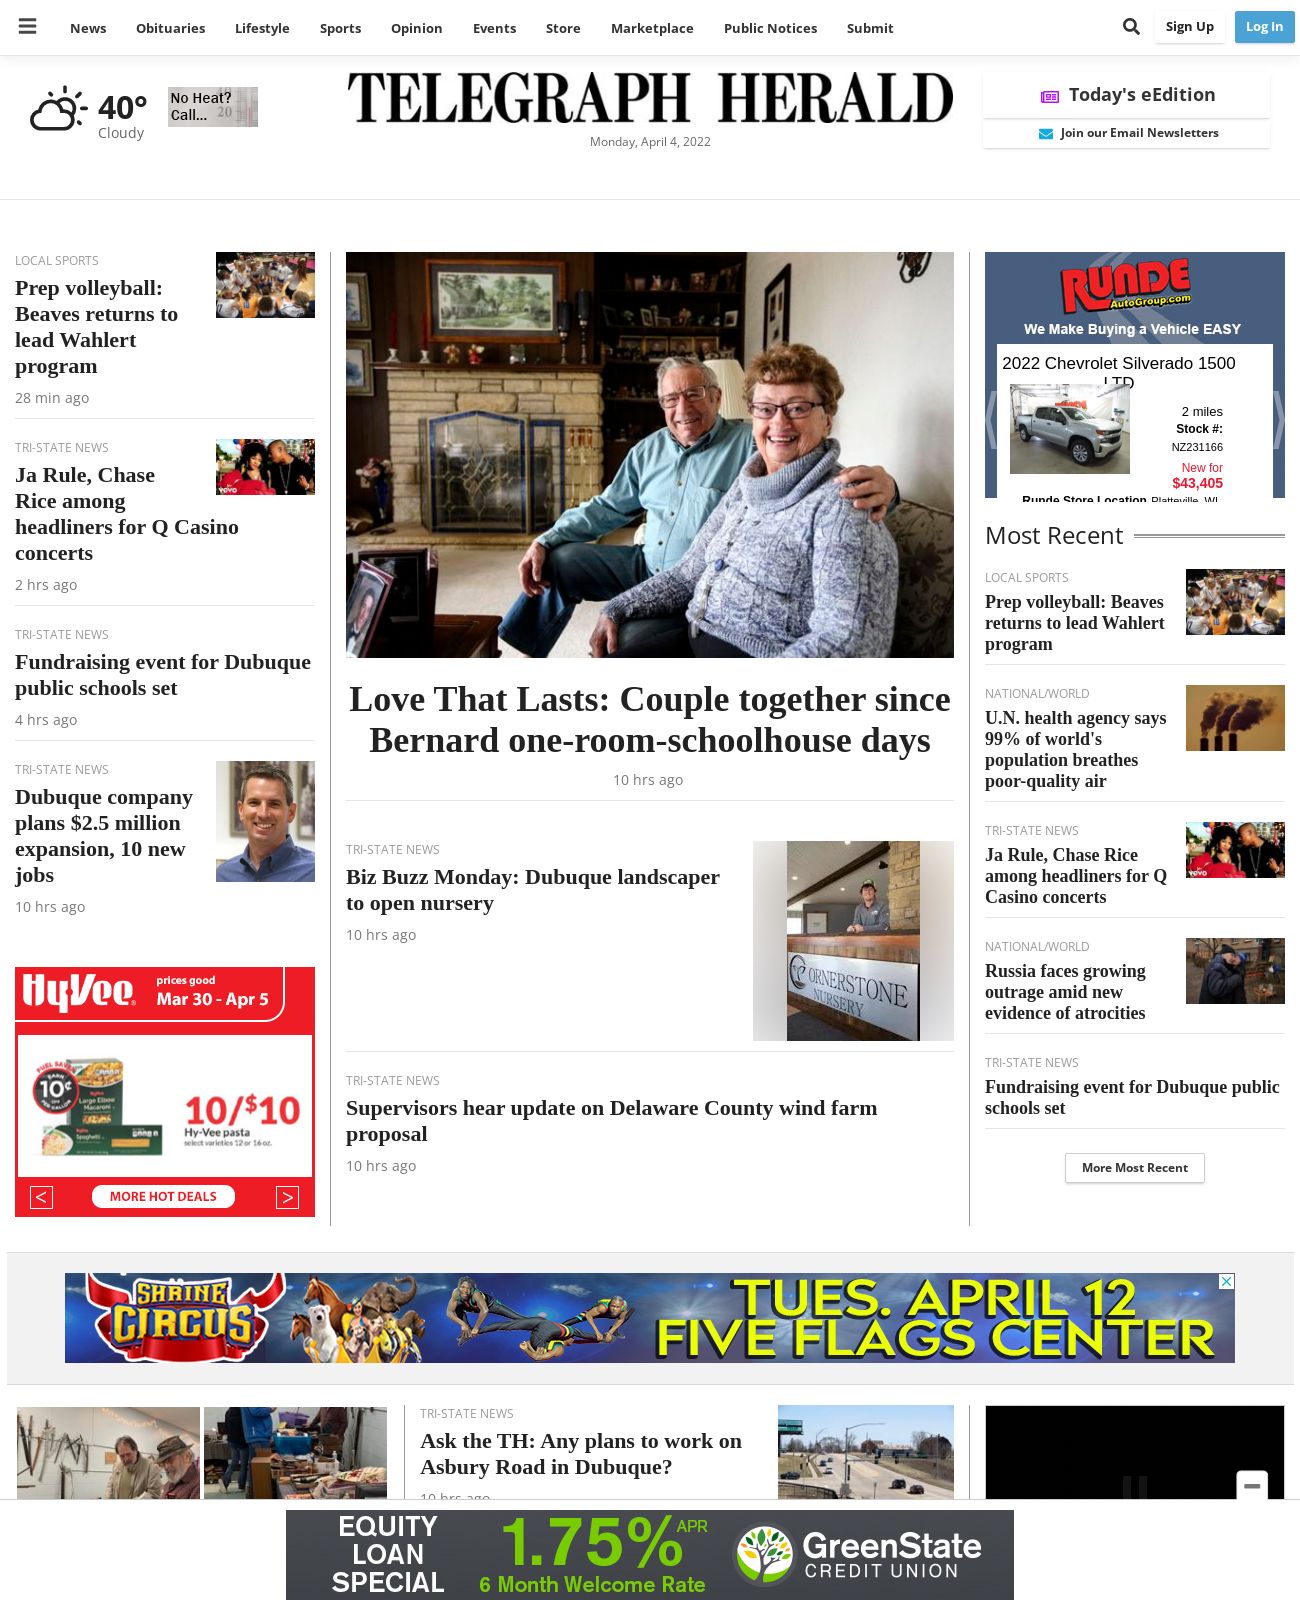 News Obituaries Lifestyle Sports Opinion Events Store Marketplace Public Notices Submit Sign Up Log In
40°
Cloudy
No Heat?
Call...
TELEGRAPH HERALD
Monday, April 4, 2022
Today's eEdition
Join our Email Newsletters
LOCAL SPORTS
Prep volleyball:
Beaves returns to
lead Wahlert
program
28 min ago
TRI-STATE NEWS
Ja Rule, Chase
Rice among
headliners for Q Casino
concerts
2 hrs ago
TRI-STATE NEWS
Fundraising event for Dubuque
public schools set
4 hrs ago
TRI-STATE NEWS
Dubuque company
plans $2.5 million
expansion, 10 new
jobs
10 hrs ago
HyVee
prices good
Mar 30 - Apr 5
FUEL SAVER
EARN
10¢
PER GALLON
Large Elbow
Macaroni
Spaghetti
10/$10
Hy-Vee pasta
select varieties 12 or 16 oz.
<
MORE HOT DEALS
>
Love That Lasts: Couple together since
Bernard one-room-schoolhouse days
10 hrs ago
TRI-STATE NEWS
Biz Buzz Monday: Dubuque landscaper
to open nursery
10 hrs ago
CORNERSTONE
NURSERY
TRI-STATE NEWS
Supervisors hear update on Delaware County wind farm
proposal
10 hrs ago
RUNDE
AutoGroup.com
We Make Buying a Vehicle EASY
2022 Chevrolet Silverado 1500
LTD
2 miles
Stock #:
NZ231166
New for
$43,405
Runde Store Location Platteville, WI
Most Recent
LOCAL SPORTS
Prep volleyball: Beaves
returns to lead Wahlert
program
NATIONAL/WORLD
U.N. health agency says
99% of world's
population breathes
poor-quality air
TRI-STATE NEWS
Ja Rule, Chase Rice
among headliners for Q
Casino concerts
NATIONAL/WORLD
Russia faces growing
outrage amid new
evidence of atrocities
TRI-STATE NEWS
Fundraising event for Dubuque public
schools set
More Most Recent
SHRINE
CIRCUS
TUES. APRIL 12
FIVE FLAGS CENTER
TRI-STATE NEWS
Ask the TH: Any plans to work on
Asbury Road in Dubuque?
10 hrs ago
EQUITY
LOAN
SPECIAL
1.75% APR
6 Month Welcome Rate
GreenState
CREDIT UNION